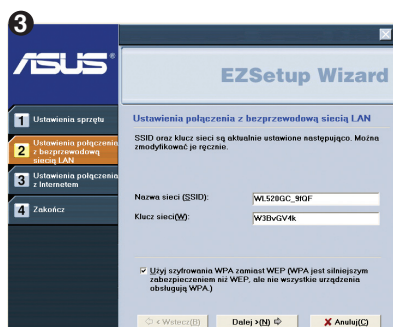 3
ASUS®
EZSetup Wizard
1 Ustawienia sprzętu
2 Ustawienia połączenia
z bezprzewodową
siecią LAN
3 Ustawienia połączenia
z Internetem
4 Zakończ
Ustawienia połączenia z bezprzewodową siecią LAN
SSID oraz klucz sieci są aktualnie ustawione następująco. Można
zmodyfikować je ręcznie.
Nazwa sieci (SSID): WL520GC_9fQF
Klucz sieci(W): W3BvGV4k
Użyj szyfrowania WPA zamiast WEP (WPA jest silniejszym
zabezpieczeniem niż WEP, ale nie wszystkie urządzenia
obsługują WPA.)
< Wstecz(B) Dalej >(N) Anuluj(C)